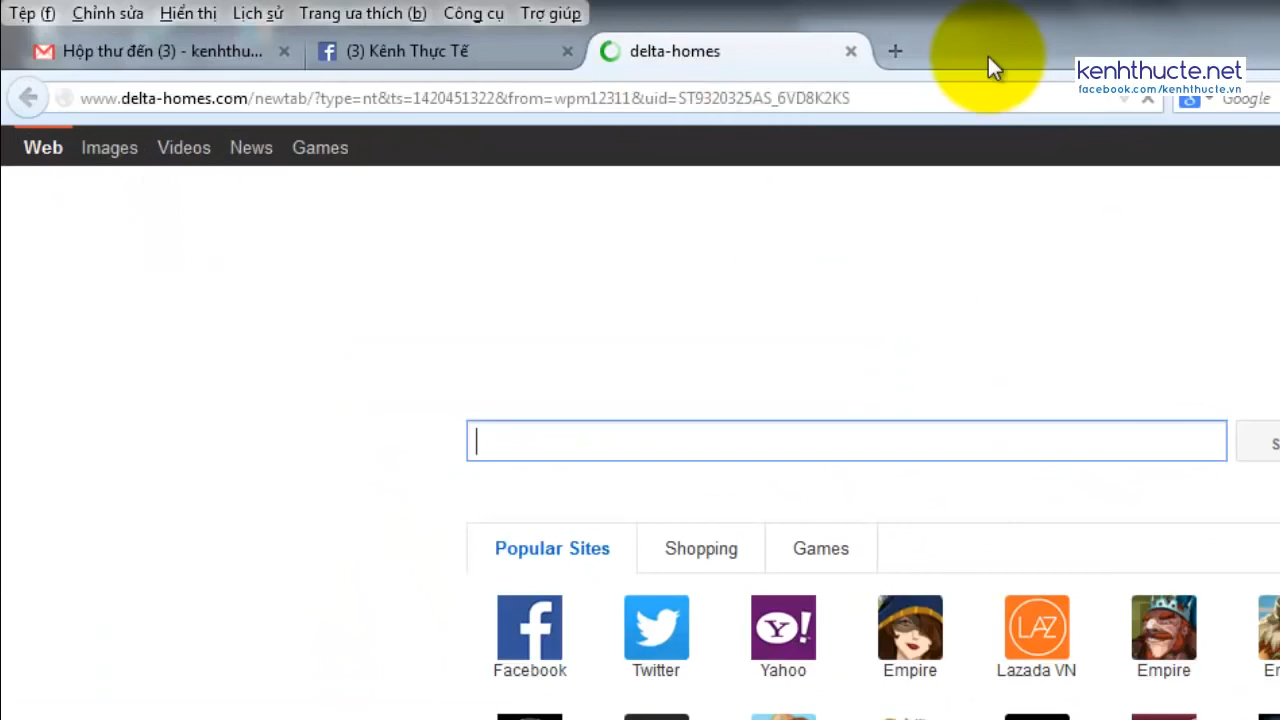 Tệp (f) Chỉnh sửa Hiển thị Lịch sử Trang ưa thích (b) Công cụ Trợ giúp
Hộp thư đến (3) - kenhthu... (3) Kênh Thực Tế delta-homes
kenhthucte.net
facebook.com/kenhthucte.vn
www.delta-homes.com/newtab/?type=nt&ts=1420451322&from=wpm12311&uid=ST9320325AS_6VD8K2KS Google
Web Images Videos News Games
Popular Sites Shopping Games
Facebook Twitter Yahoo Empire Lazada VN Empire